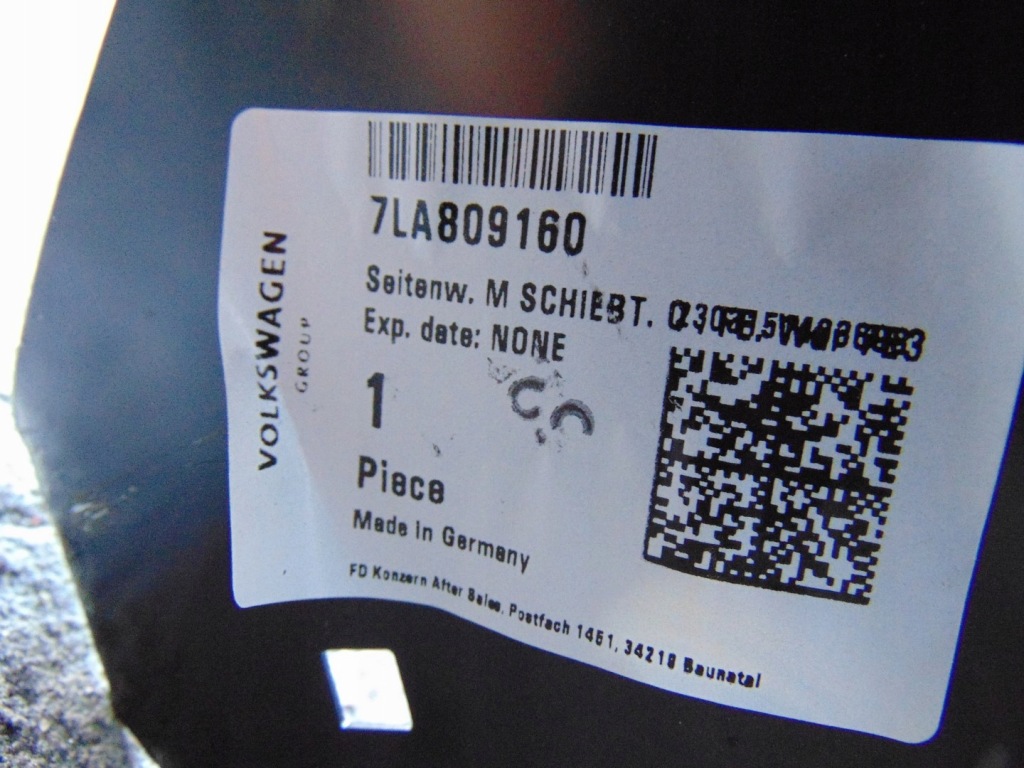 VOLKSWAGEN
GROUP
7LA809160
Seitenw. M SCHIEBT.
Exp. date: NONE
1
Piece
Made in Germany
FD Konzern After Sales, Postfach 1451, 34218 Baunatal